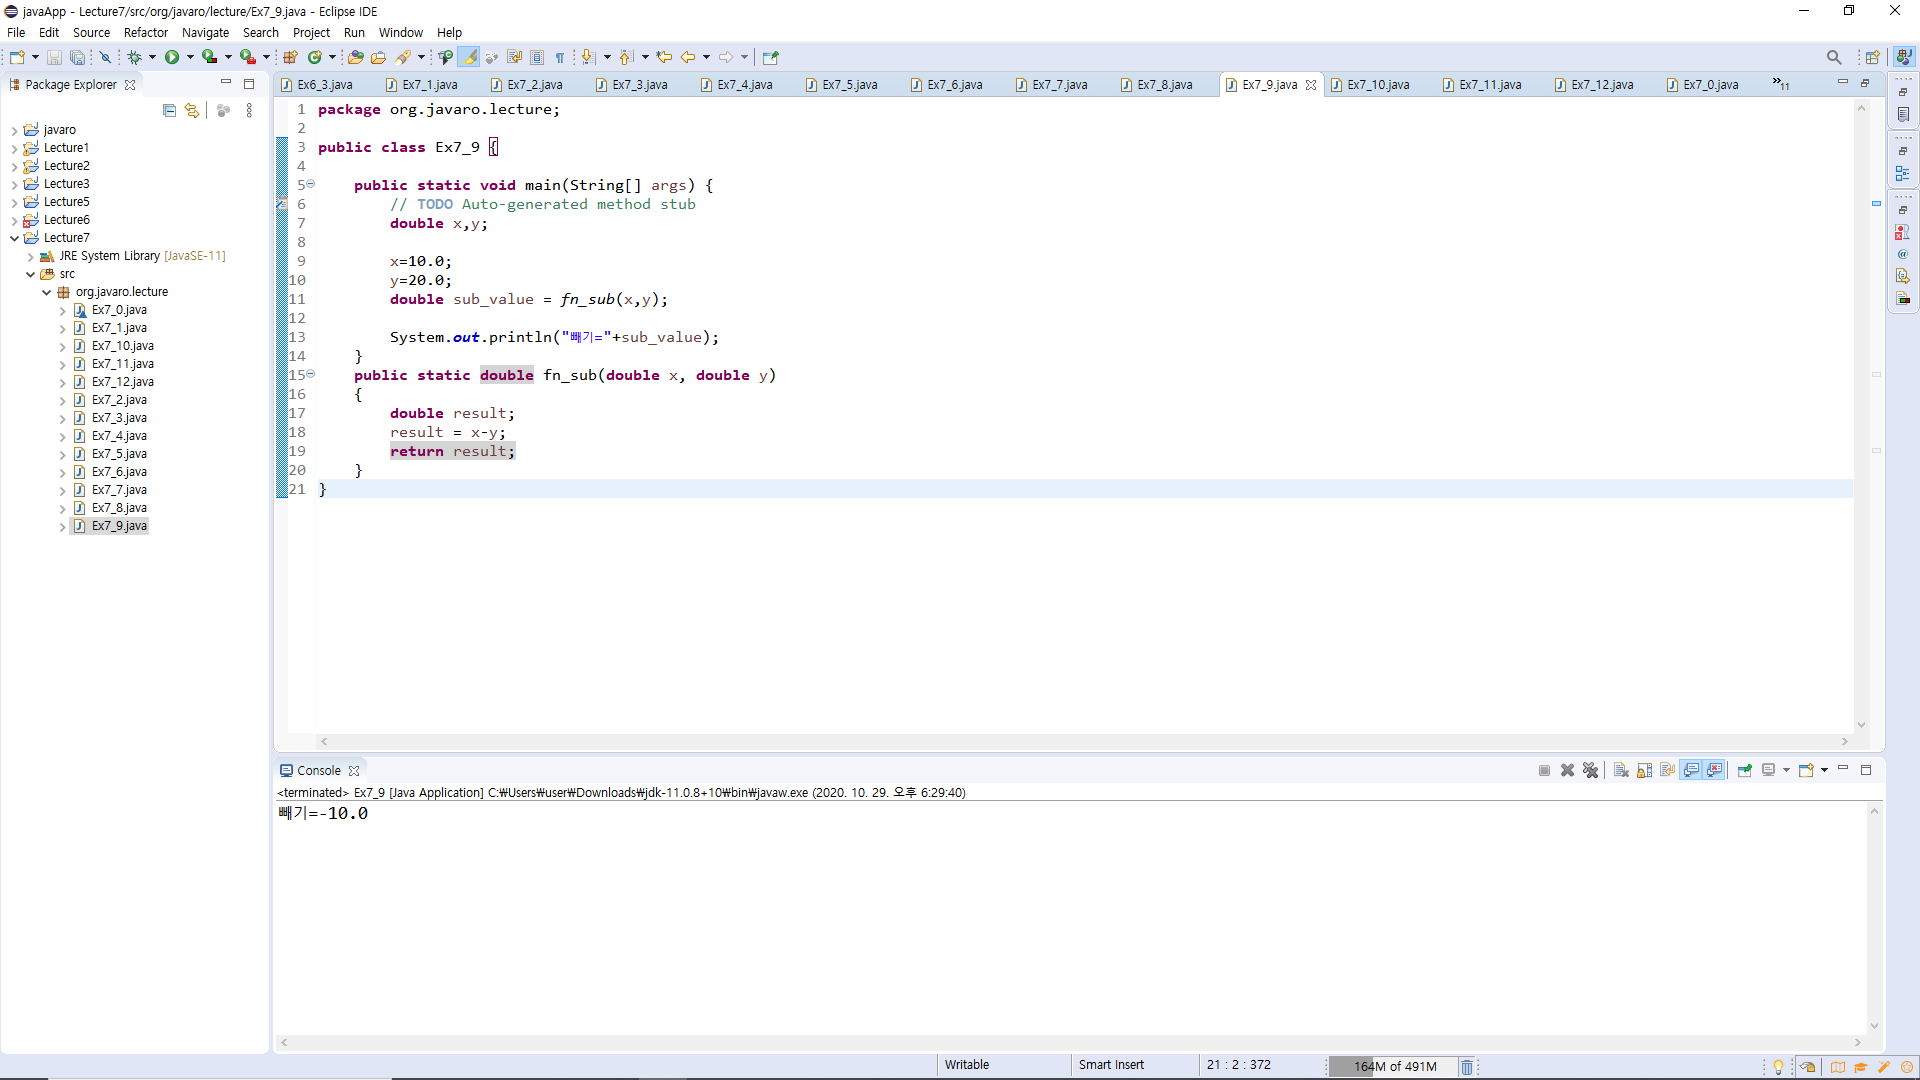 javaApp - Lecture7/src/org/javaro/lecture/Ex7_9.java - Eclipse IDE
File Edit Source Refactor Navigate Search Project Run Window Help
Package Explorer
javaro
Lecture1
Lecture2
Lecture3
Lecture5
Lecture6
Lecture7
JRE System Library [JavaSE-11]
src
org.javaro.lecture
Ex7_0.java
Ex7_1.java
Ex7_10.java
Ex7_11.java
Ex7_12.java
Ex7_2.java
Ex7_3.java
Ex7_4.java
Ex7_5.java
Ex7_6.java
Ex7_7.java
Ex7_8.java
Ex7_9.java
Ex6_3.java Ex7_1.java Ex7_2.java Ex7_3.java Ex7_4.java Ex7_5.java Ex7_6.java Ex7_7.java Ex7_8.java Ex7_9.java Ex7_10.java Ex7_11.java Ex7_12.java Ex7_0.java »11
1 package org.javaro.lecture;
2
3 public class Ex7_9 {
4
5 public static void main(String[] args) {
6 // TODO Auto-generated method stub
7 double x,y;
8
9 x=10.0;
10 y=20.0;
11 double sub_value = fn_sub(x,y);
12
13 System.out.println("빼기="+sub_value);
14 }
15 public static double fn_sub(double x, double y)
16 {
17 double result;
18 result = x-y;
19 return result;
20 }
21 }
Console
<terminated> Ex7_9 [Java Application] C:₩Users₩user₩Downloads₩jdk-11.0.8+10₩bin₩javaw.exe (2020. 10. 29. 오후 6:29:40)
빼기=-10.0
Writable Smart Insert 21 : 2 : 372 164M of 491M